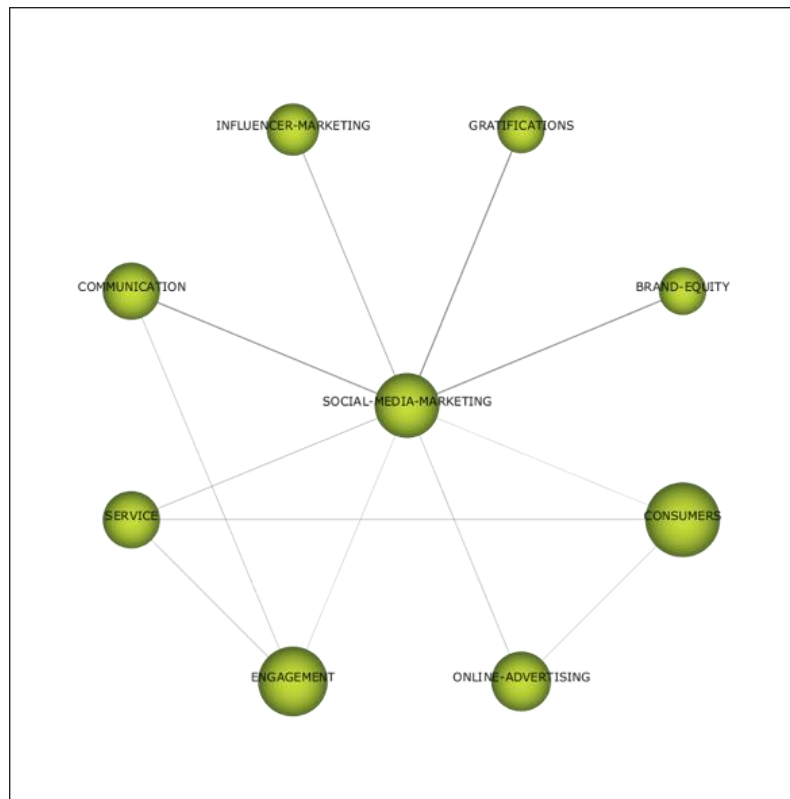 INFLUENCER-MARKETING
GRATIFICATIONS
COMMUNICATION
BRAND-EQUITY
SOCIAL-MEDIA-MARKETING
SERVICE
CONSUMERS
ENGAGEMENT
ONLINE-ADVERTISING